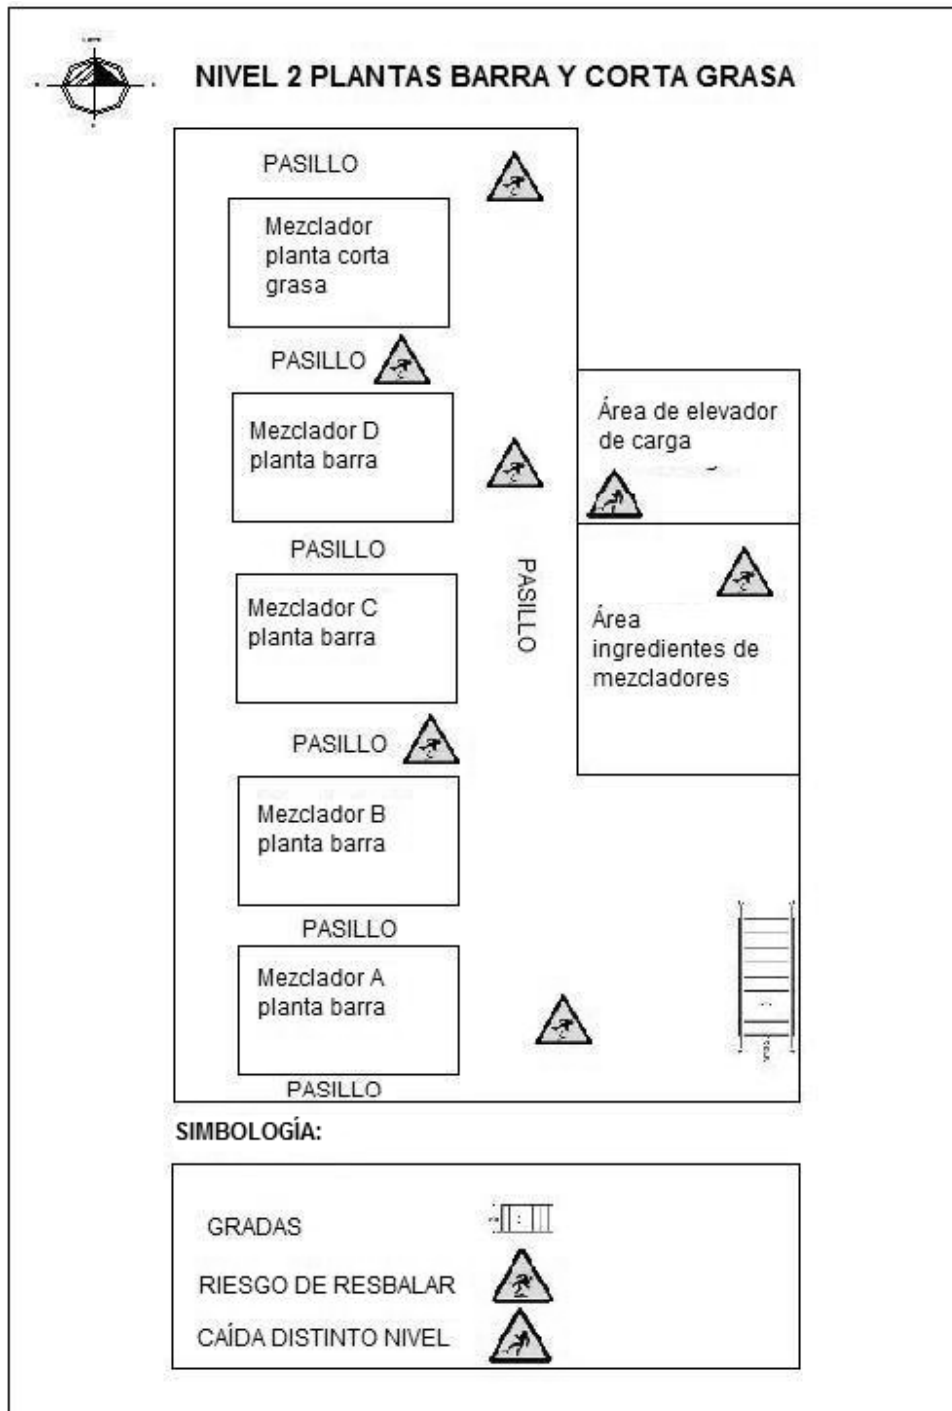 NIVEL 2 PLANTAS BARRA Y CORTA GRASA
PASILLO
Mezclador
planta corta
grasa
PASILLO
Mezclador D
planta barra
Área de elevador
de carga
PASILLO
PASILLO
Mezclador C
planta barra
Área
ingredientes de
mezcladores
PASILLO
Mezclador B
planta barra
PASILLO
Mezclador A
planta barra
PASILLO
SIMBOLOGÍA:
GRADAS
RIESGO DE RESBALAR
CAÍDA DISTINTO NIVEL